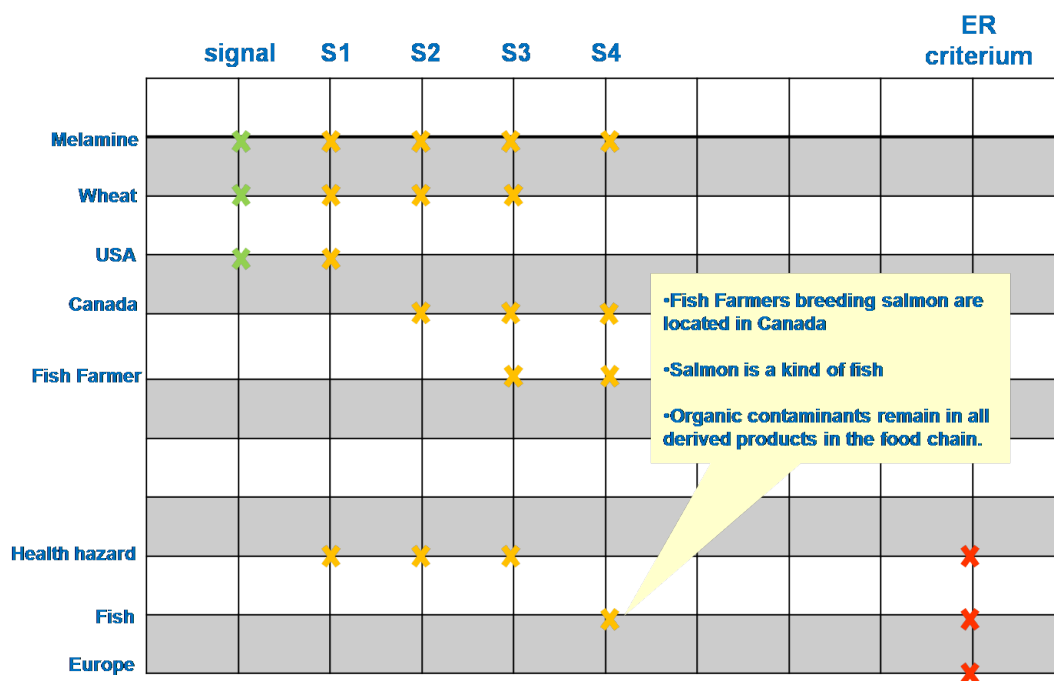 ER
criterium
signal S1 S2 S3 S4
Melamine
Wheat
USA
Canada
Fish Farmer
Health hazard
Fish
Europe
•Fish Farmers breeding salmon are
located in Canada
•Salmon is a kind of fish
•Organic contaminants remain in all
derived products in the food chain.